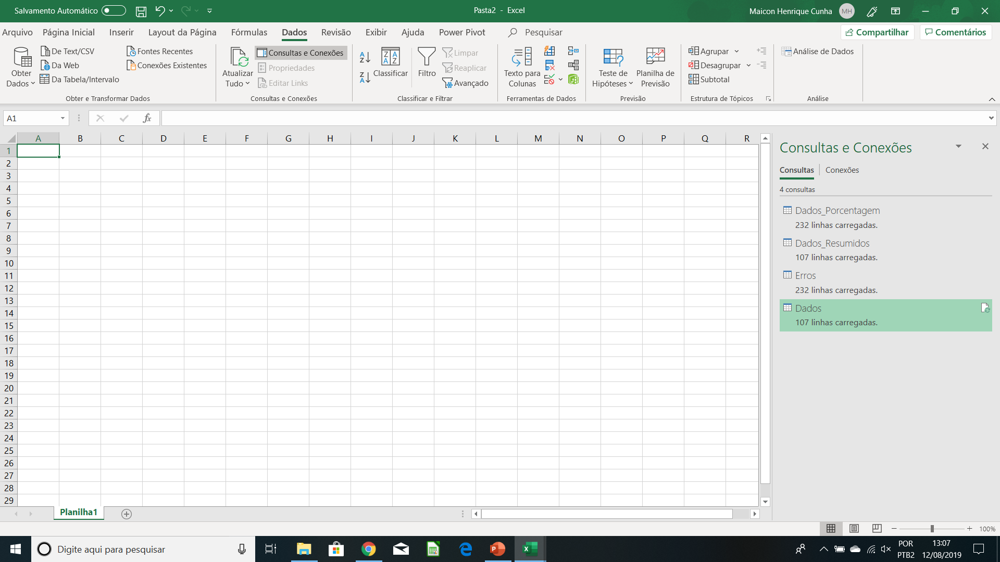 Salvamento Automático
Pasta2 - Excel
Maicon Henrique Cunha
MH
Arquivo
Página Inicial
Inserir
Layout da Página
Fórmulas
Dados
Revisão
Exibir
Ajuda
Power Pivot
Pesquisar
Compartilhar
Comentários
Obter Dados
De Text/CSV
Da Web
Da Tabela/Intervalo
Fontes Recentes
Conexões Existentes
Obter e Transformar Dados
Atualizar Tudo
Consultas e Conexões
Propriedades
Editar Links
Consultas e Conexões
Classificar
Filtro
Limpar
Reaplicar
Avançado
Classificar e Filtrar
Texto para Colunas
Ferramentas de Dados
Teste de Hipóteses
Planilha de Previsão
Previsão
Agrupar
Desagrupar
Subtotal
Estrutura de Tópicos
Análise de Dados
Análise
A1
fx
A B C D E F G H I J K L M N O P Q R
1
2
3
4
5
6
7
8
9
10
11
12
13
14
15
16
17
18
19
20
21
22
23
24
25
26
27
28
29
Consultas e Conexões
Consultas
Conexões
4 consultas
Dados_Porcentagem
232 linhas carregadas.
Dados_Resumidos
107 linhas carregadas.
Erros
232 linhas carregadas.
Dados
107 linhas carregadas.
Planilha1
100%
Digite aqui para pesquisar
POR
PTB2
13:07
12/08/2019